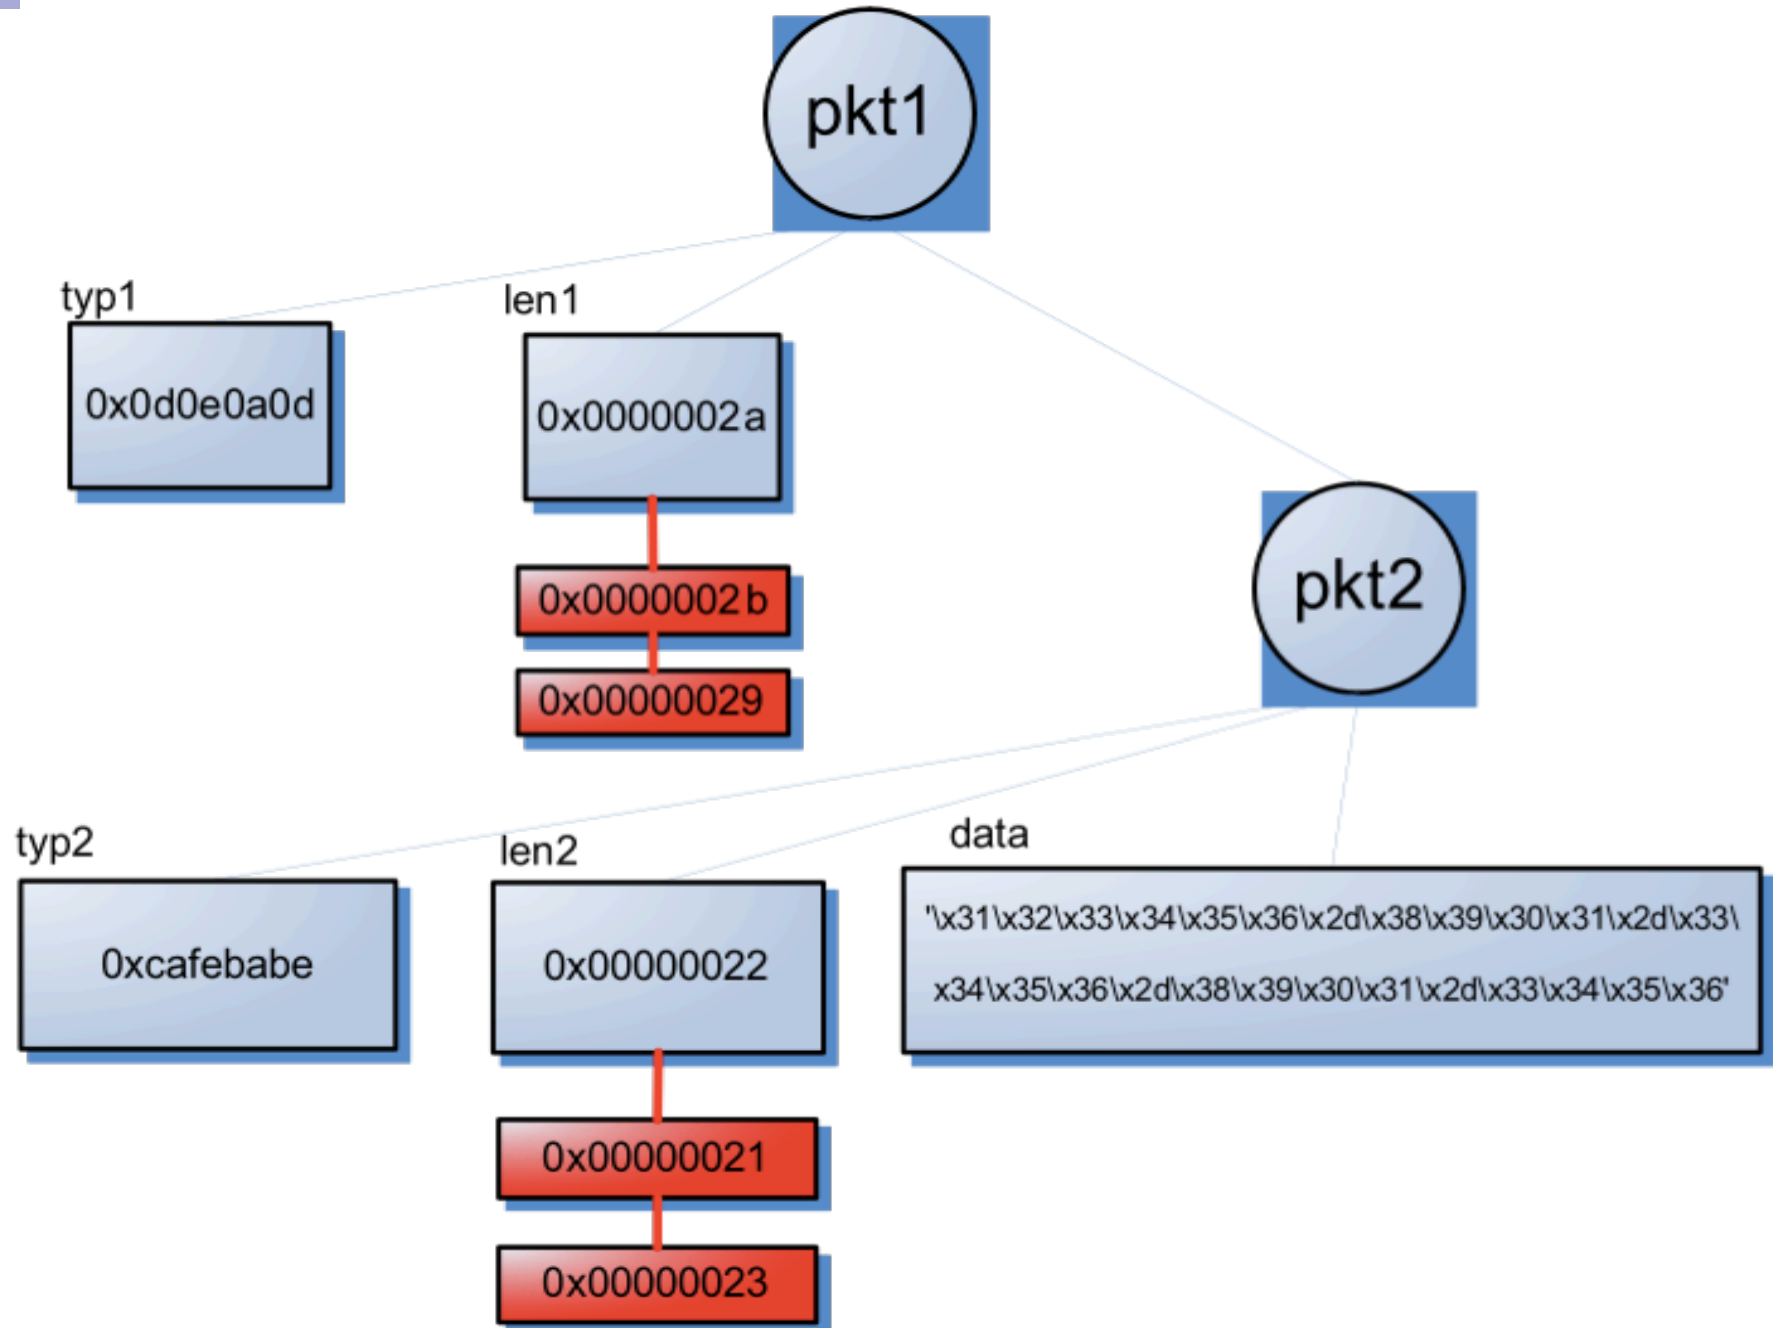 pkt1
typ1
len1
0x0d0e0a0d
0x0000002a
0x0000002b
0x00000029
pkt2
typ2
len2
data
0xcafebabe
0x00000022
'\x31\x32\x33\x34\x35\x36\x2d\x38\x39\x30\x31\x2d\x33\
x34\x35\x36\x2d\x38\x39\x30\x31\x2d\x33\x34\x35\x36'
0x00000021
0x00000023